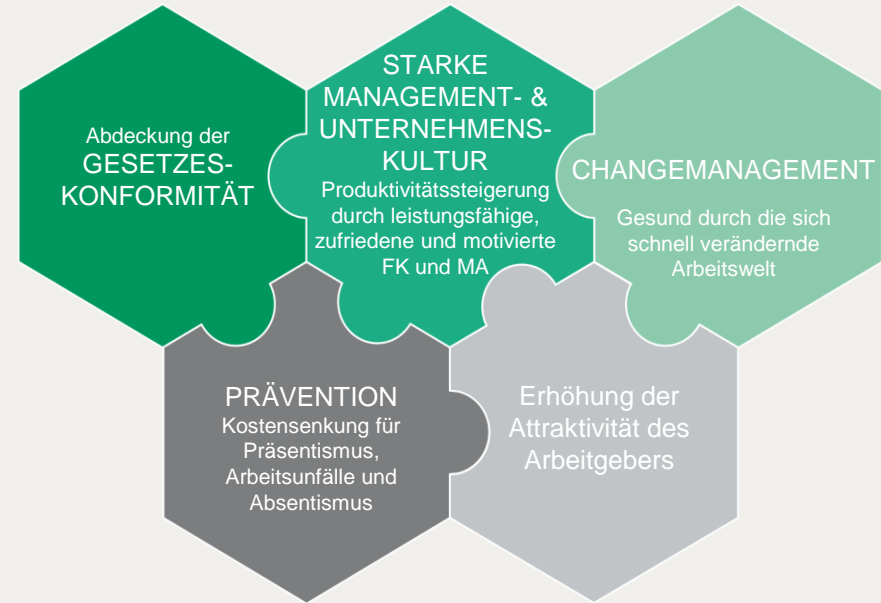 Abdeckung der
GESETZES-
KONFORMITÄT
STARKE
MANAGEMENT- &
UNTERNEHMENS-
KULTUR
Produktivitätssteigerung
durch leistungsfähige,
zufriedene und motivierte
FK und MA
CHANGEMANAGEMENT
Gesund durch die sich
schnell verändernde
Arbeitswelt
PRÄVENTION
Kostensenkung für
Präsentismus,
Arbeitsunfälle und
Absentismus
Erhöhung der
Attraktivität des
Arbeitgebers